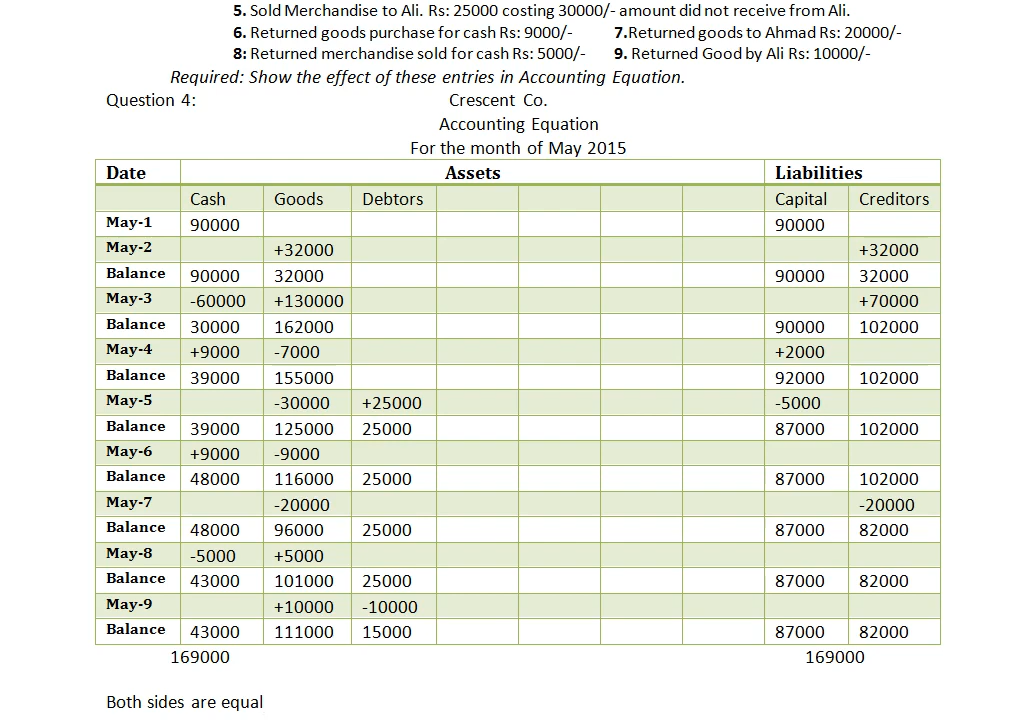 5. Sold Merchandise to Ali. Rs: 25000 costing 30000/- amount did not receive from Ali.
6. Returned goods purchase for cash Rs: 9000/- 7.Returned goods to Ahmad Rs: 20000/-
8: Returned merchandise sold for cash Rs: 5000/- 9. Returned Good by Ali Rs: 10000/-
Required: Show the effect of these entries in Accounting Equation.
Question 4: Crescent Co.
Accounting Equation
For the month of May 2015
Date Assets Liabilities
Cash Goods Debtors Capital Creditors
May-1 90000 90000
May-2 +32000 +32000
Balance 90000 32000 90000 32000
May-3 -60000 +130000 +70000
Balance 30000 162000 90000 102000
May-4 +9000 -7000 +2000
Balance 39000 155000 92000 102000
May-5 -30000 +25000 -5000
Balance 39000 125000 25000 87000 102000
May-6 +9000 -9000
Balance 48000 116000 25000 87000 102000
May-7 -20000 -20000
Balance 48000 96000 25000 87000 82000
May-8 -5000 +5000
Balance 43000 101000 25000 87000 82000
May-9 +10000 -10000
Balance 43000 111000 15000 87000 82000
169000 169000
Both sides are equal